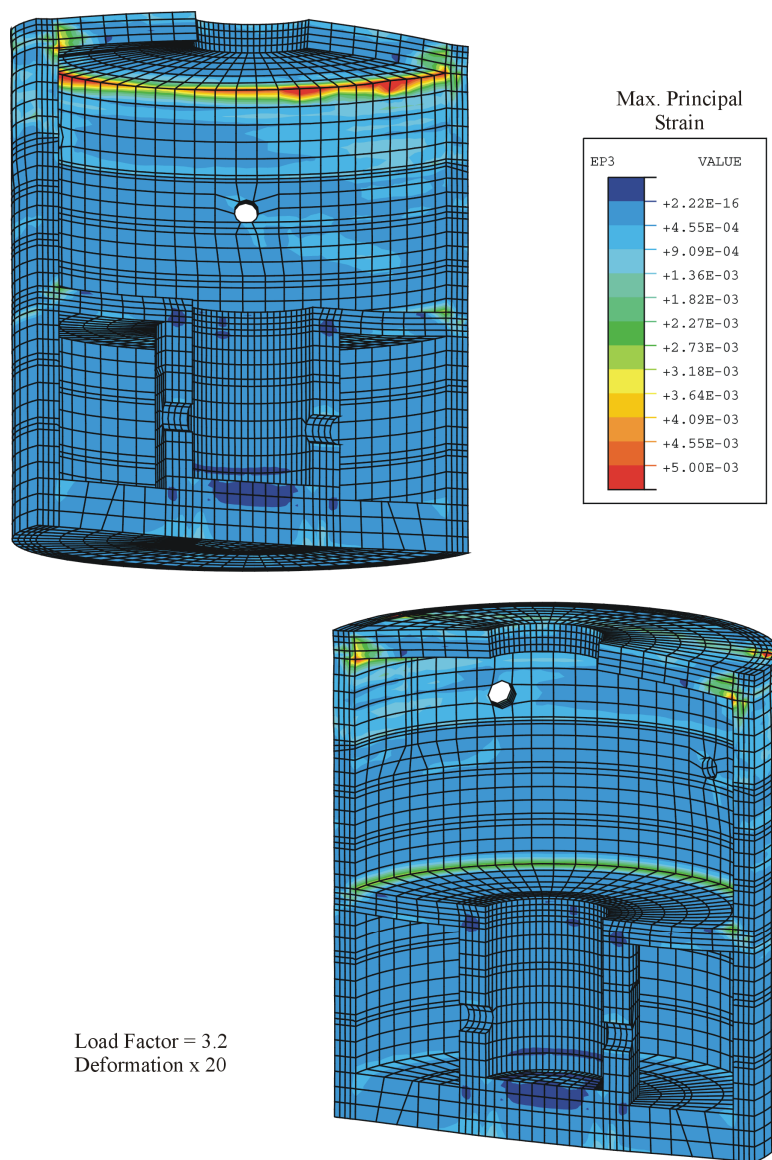 Max. Principal
Strain
EP3 VALUE
+2.22E-16
+4.55E-04
+9.09E-04
+1.36E-03
+1.82E-03
+2.27E-03
+2.73E-03
+3.18E-03
+3.64E-03
+4.09E-03
+4.55E-03
+5.00E-03
Load Factor = 3.2
Deformation x 20